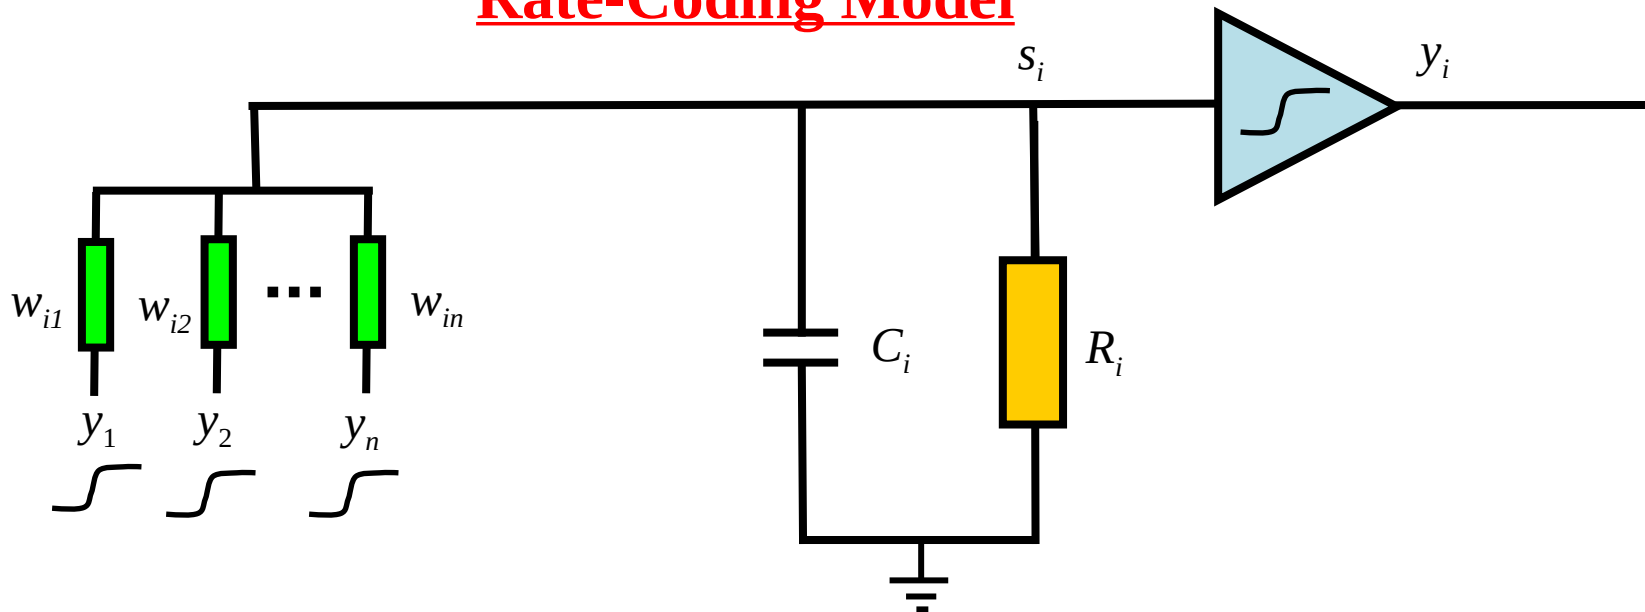 Rate-Coding Model
s_i
y_i
w_i1
w_i2
...
w_in
C_i
R_i
y_1
y_2
y_n